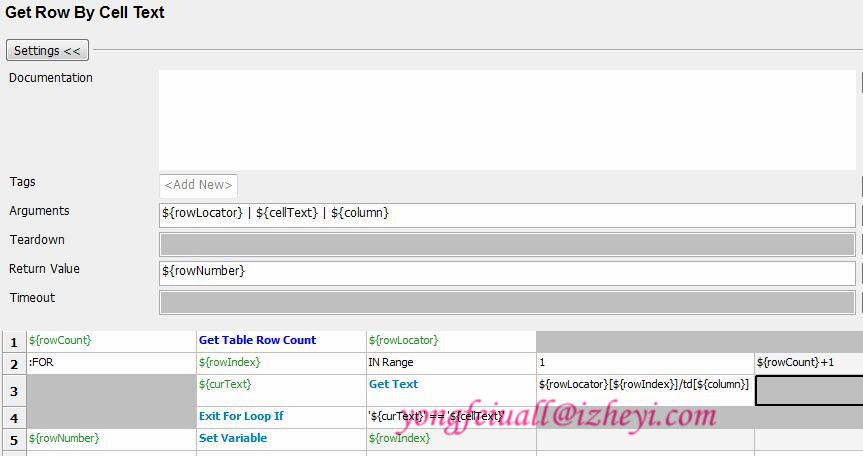 Get Row By Cell Text
Settings <<
Documentation
Tags <Add New>
Arguments ${rowLocator} | ${cellText} | ${column}
Teardown
Return Value ${rowNumber}
Timeout
1 ${rowCount} Get Table Row Count ${rowLocator}
2 :FOR ${rowIndex} IN Range 1 ${rowCount}+1
3 ${curText} Get Text ${rowLocator}[${rowIndex}]/td[${column}]
4 Exit For Loop If '${curText}' == '${cellText}'
yongfeiuall@izheyi.com
5 ${rowNumber} Set Variable ${rowIndex}